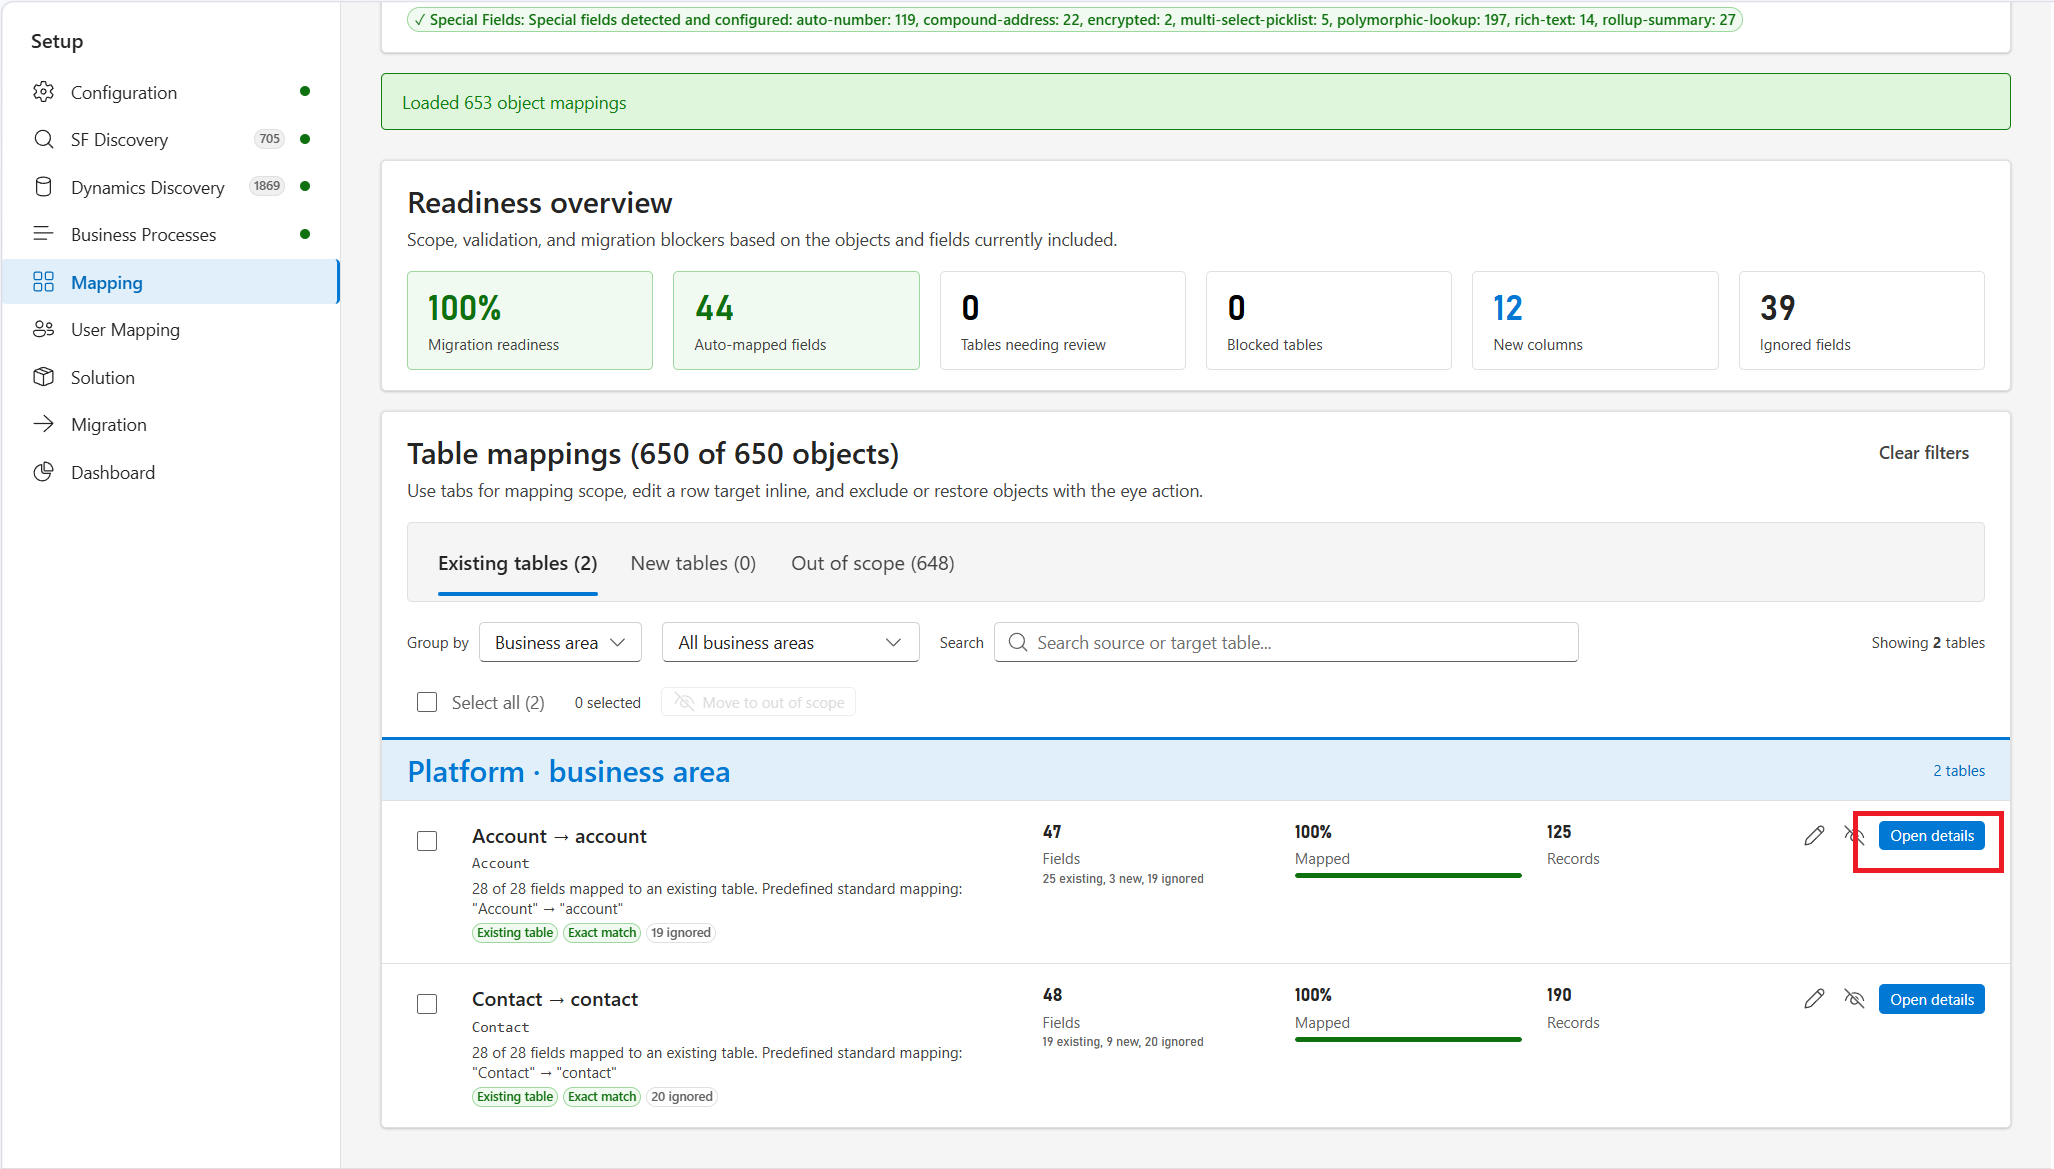 ✓ Special Fields: Special fields detected and configured: auto-number: 119, compound-address: 22, encrypted: 2, multi-select-picklist: 5, polymorphic-lookup: 197, rich-text: 14, rollup-summary: 27
Setup
Configuration
SF Discovery 705
Dynamics Discovery 1869
Business Processes
Mapping
User Mapping
Solution
Migration
Dashboard
Loaded 653 object mappings
Readiness overview
Scope, validation, and migration blockers based on the objects and fields currently included.
100%
Migration readiness
44
Auto-mapped fields
0
Tables needing review
0
Blocked tables
12
New columns
39
Ignored fields
Table mappings (650 of 650 objects)
Clear filters
Use tabs for mapping scope, edit a row target inline, and exclude or restore objects with the eye action.
Existing tables (2) New tables (0) Out of scope (648)
Group by Business area All business areas Search Search source or target table... Showing 2 tables
Select all (2) 0 selected Move to out of scope
Platform · business area 2 tables
Account → account
Account
28 of 28 fields mapped to an existing table. Predefined standard mapping:
"Account" → "account"
Existing table Exact match 19 ignored
47
Fields
25 existing, 3 new, 19 ignored
100%
Mapped
125
Records
Open details
Contact → contact
Contact
28 of 28 fields mapped to an existing table. Predefined standard mapping:
"Contact" → "contact"
Existing table Exact match 20 ignored
48
Fields
19 existing, 9 new, 20 ignored
100%
Mapped
190
Records
Open details